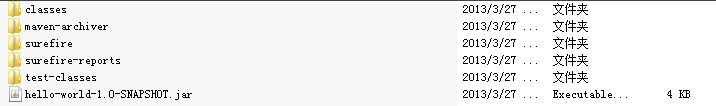 classes 2013/3/27 ... 文件夹
maven-archiver 2013/3/27 ... 文件夹
surefire 2013/3/27 ... 文件夹
surefire-reports 2013/3/27 ... 文件夹
test-classes 2013/3/27 ... 文件夹
hello-world-1.0-SNAPSHOT.jar 2013/3/27 ... Executable... 4 KB